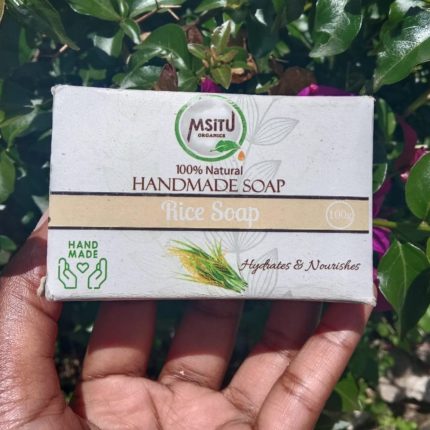 MSiTU
ORGANICS
100% Natural
HANDMADE SOAP
Rice Soap
100g
HAND
MADE
Hydrates & Nourishes